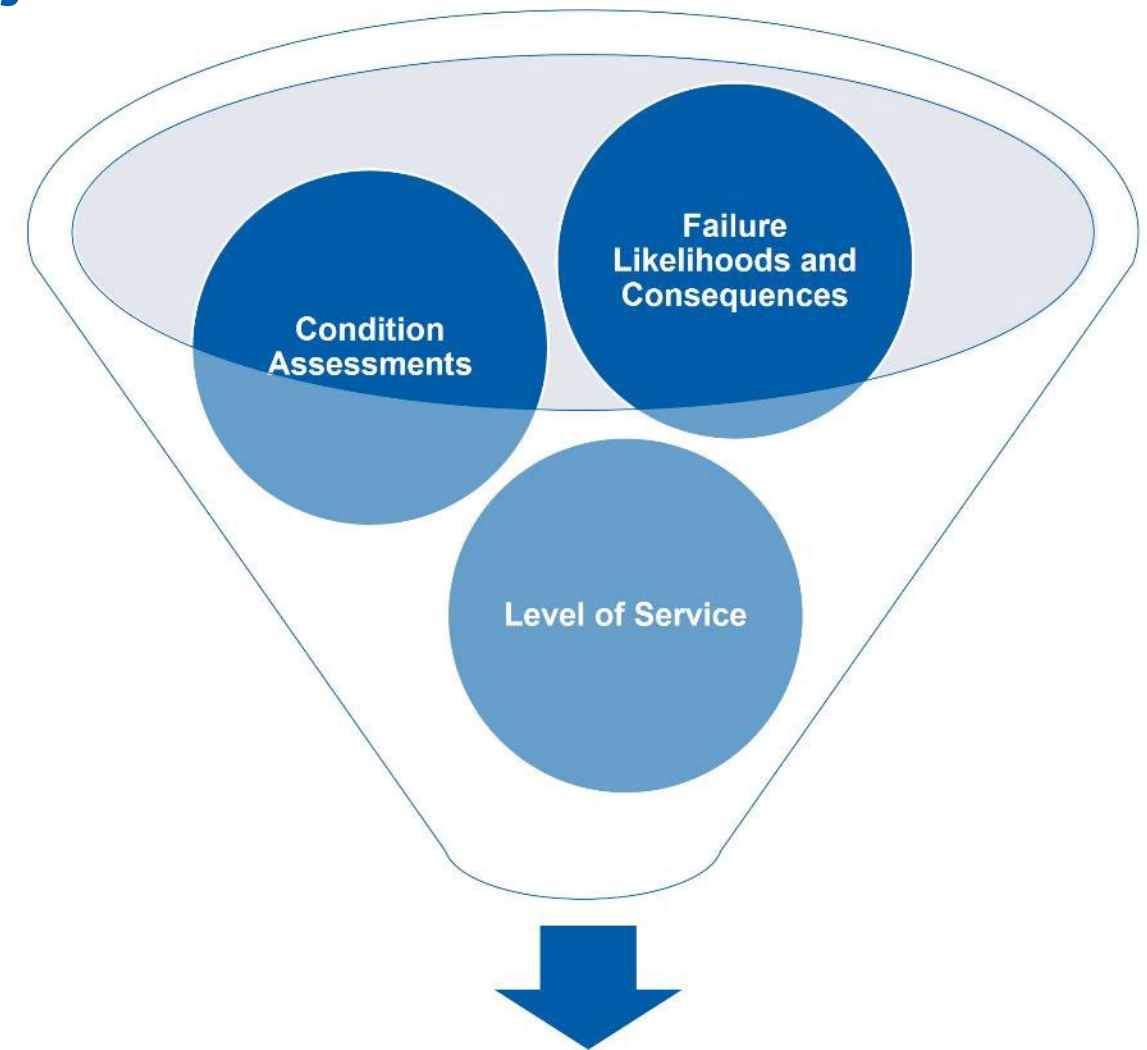 Failure
Likelihoods and
Consequences
Condition
Assessments
Level of Service